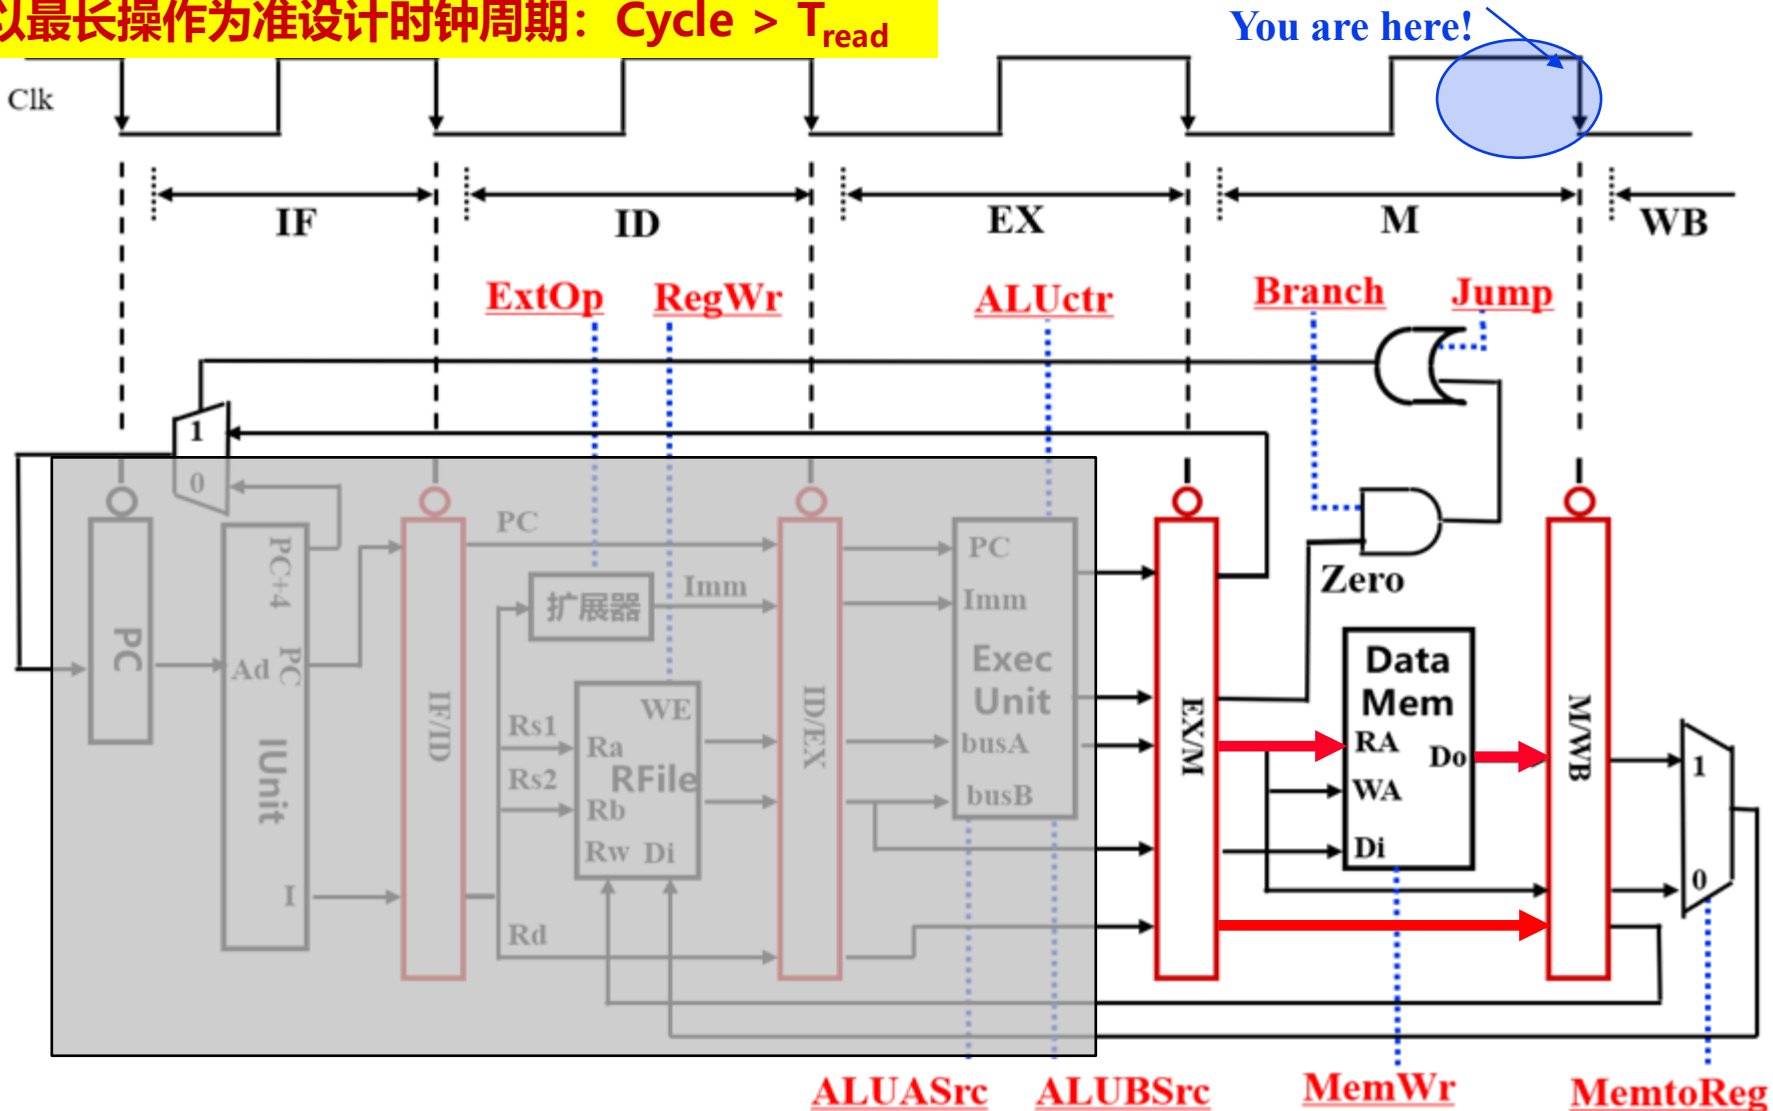 以最长操作为准设计时钟周期：Cycle > Tread
You are here!
Clk
IF
ID
EX
M
WB
ExtOp
RegWr
ALUctr
Branch
Jump
1
0
PC
PC+4
PC
Ad
IUnit
I
IF/ID
PC
扩展器
Imm
Rs1
Rs2
Rd
WE
Ra
RFile
Rb
Rw Di
ID/EX
PC
Imm
Exec
Unit
busA
busB
EX/M
Zero
Data
Mem
RA
Do
WA
Di
M/WB
1
0
ALUASrc
ALUBSrc
MemWr
MemtoReg